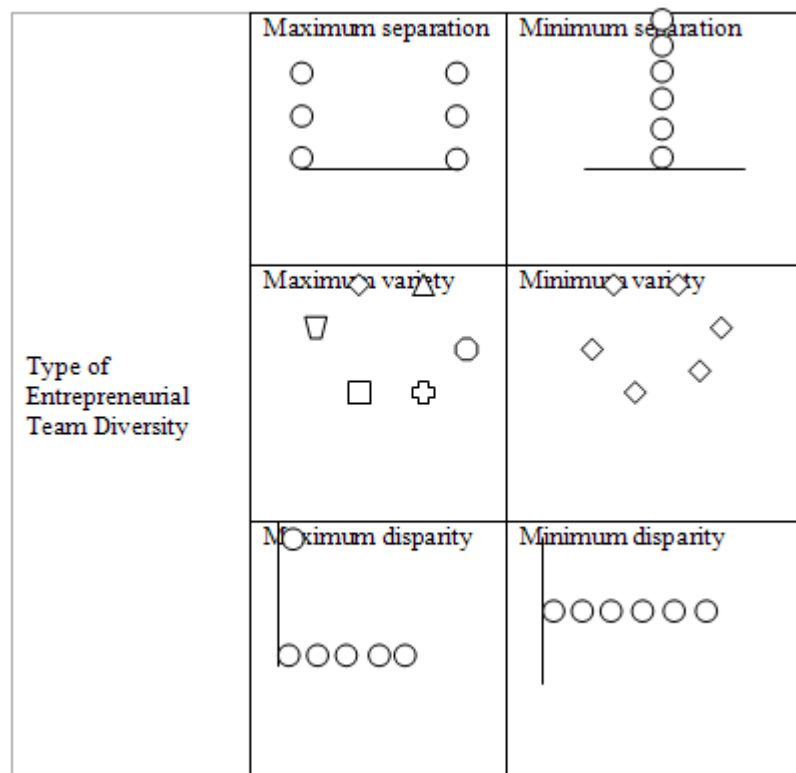 Maximum separation
Minimum separation
Maximum variety
Minimum variety
Type of
Entrepreneurial
Team Diversity
Maximum disparity
Minimum disparity